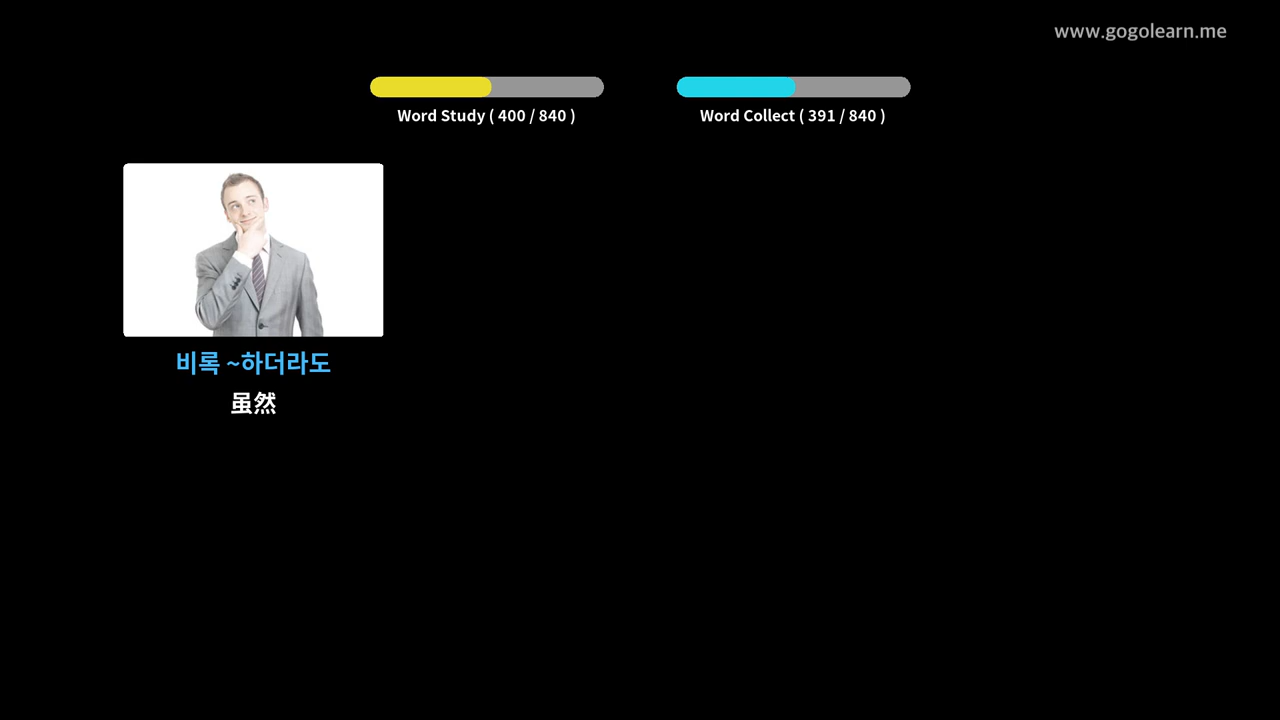 www.gogolearn.me
Word Study ( 400 / 840 )
Word Collect ( 391 / 840 )
비록 ~하더라도
虽然